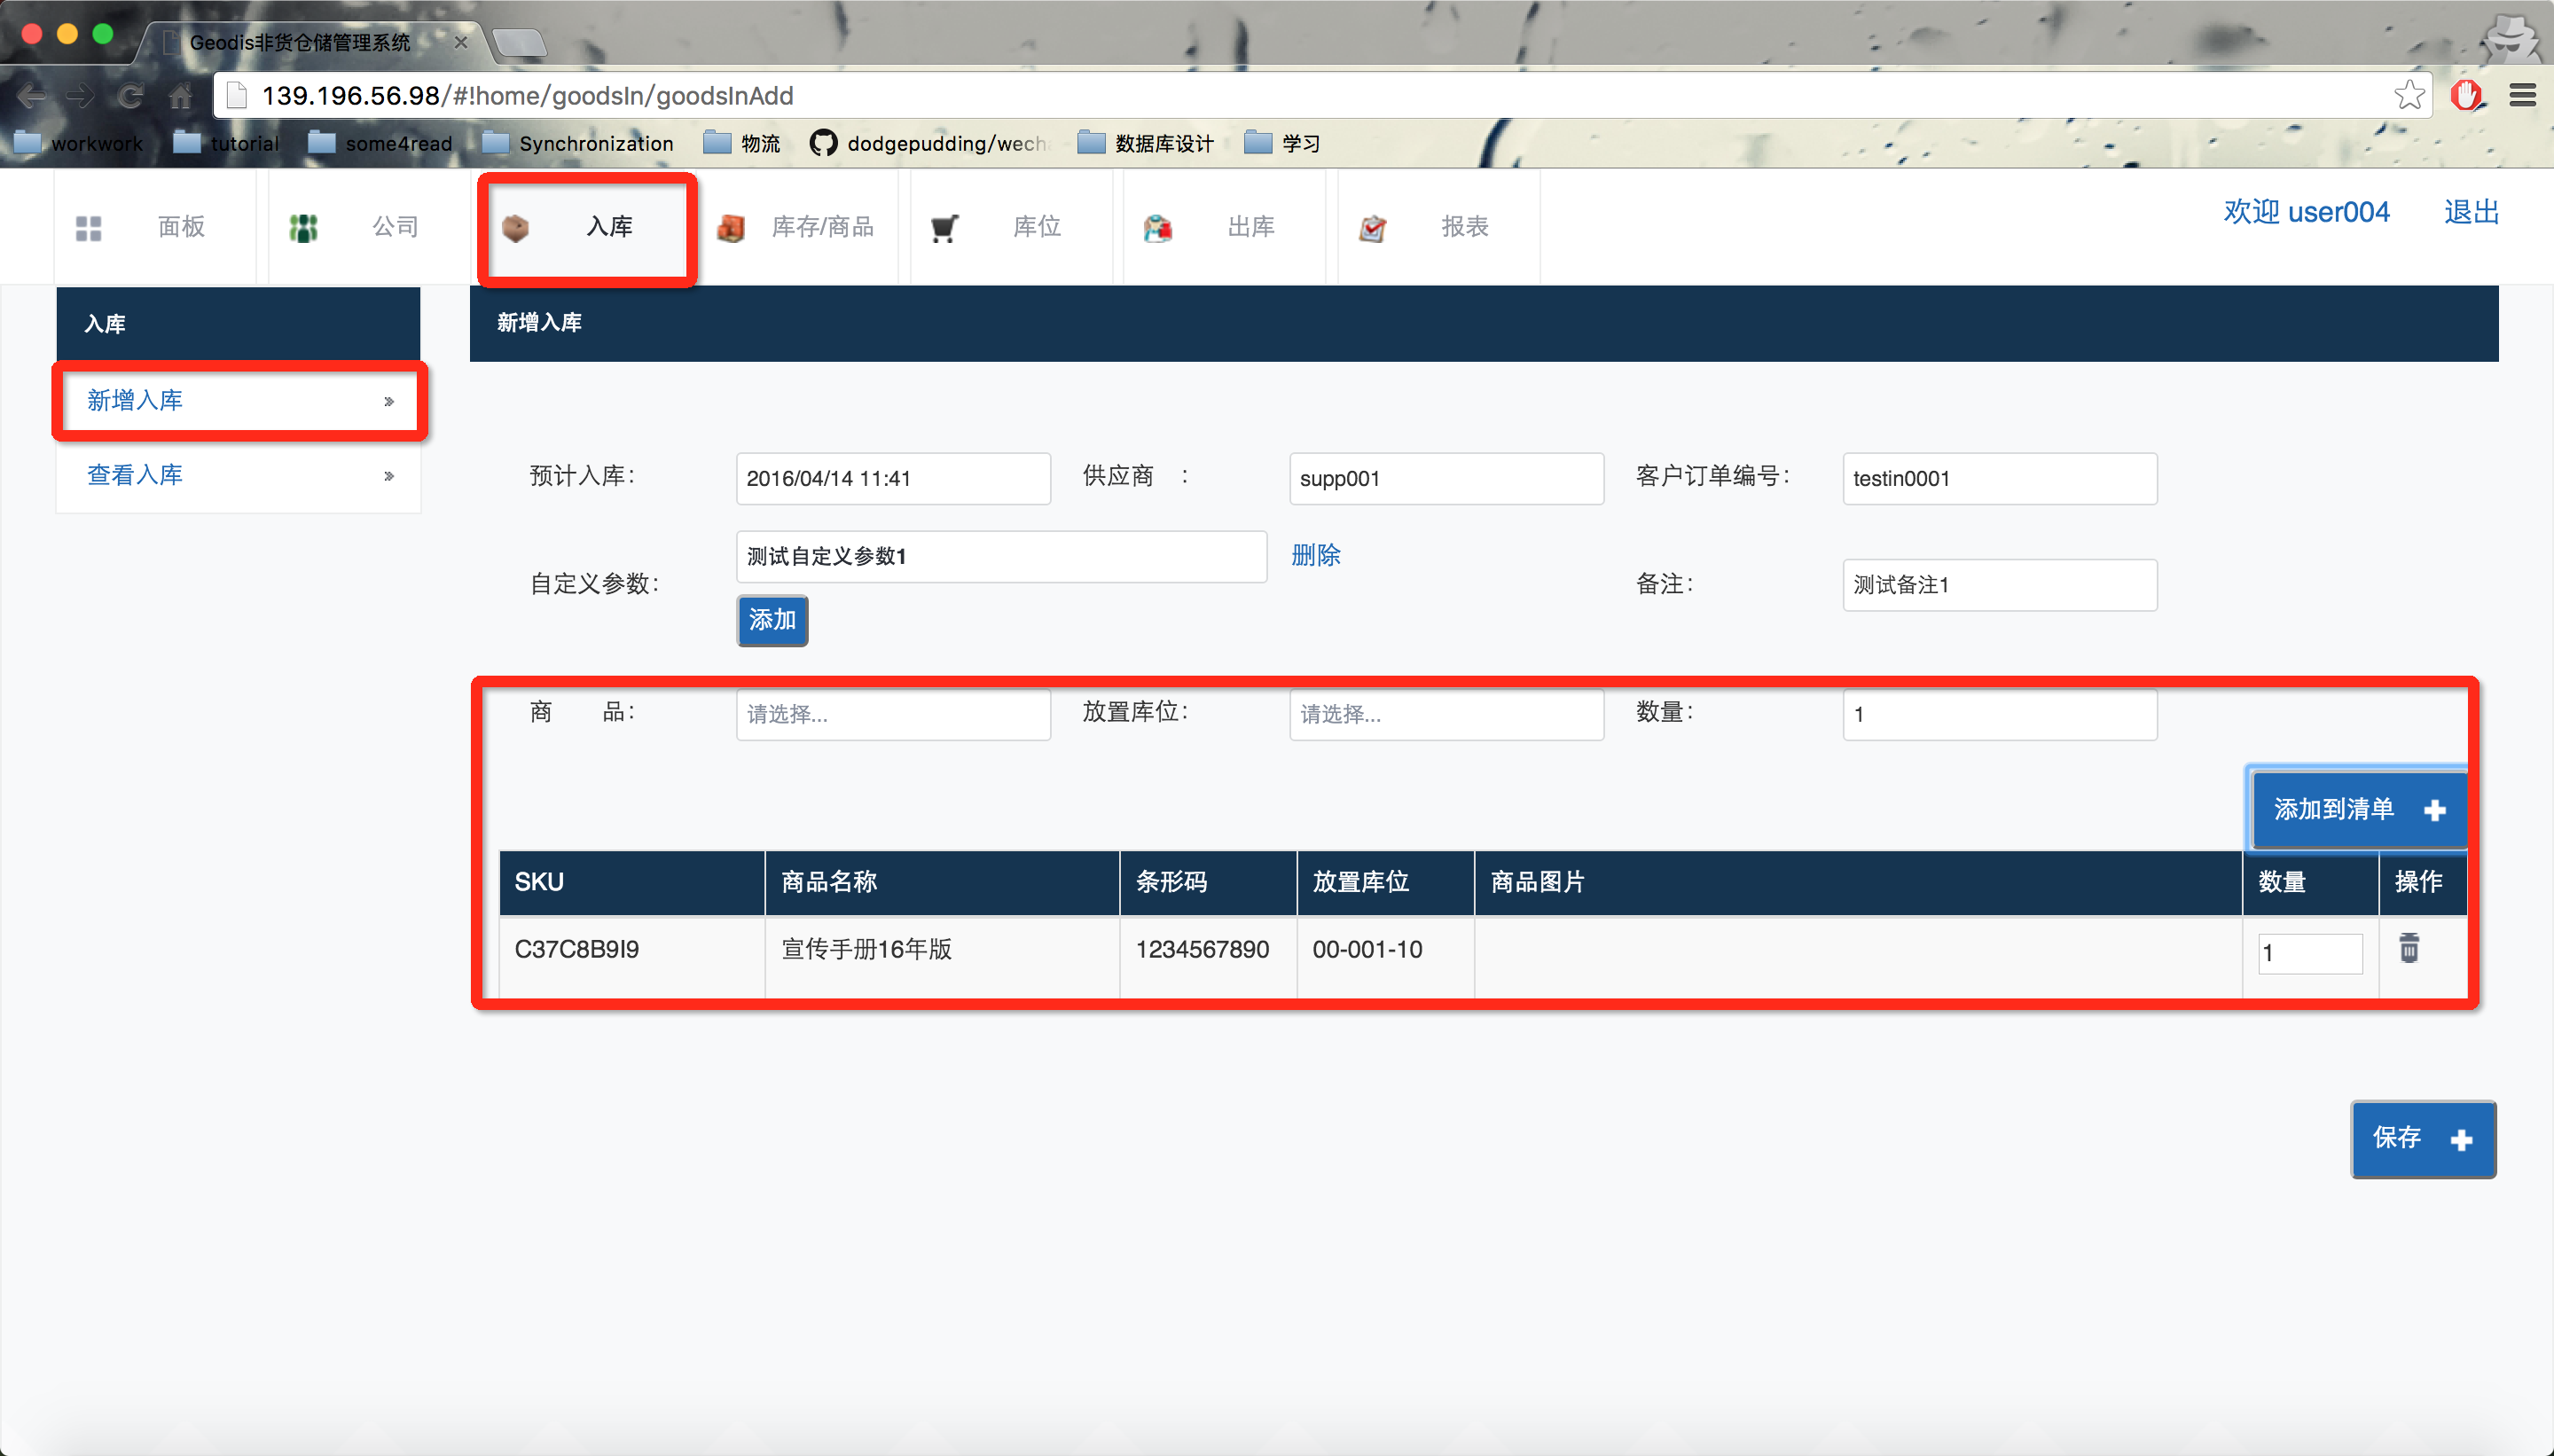 Geodis非货仓储管理系统
139.196.56.98/#!home/goodsIn/goodsInAdd
workwork tutorial some4read Synchronization 物流 dodgepudding/wech 数据库设计 学习
面板 公司 入库 库存/商品 库位 出库 报表 欢迎 user004 退出
入库
新增入库
查看入库
新增入库
预计入库： 2016/04/14 11:41 供应商 ： supp001 客户订单编号： testin0001
自定义参数： 测试自定义参数1 删除 备注： 测试备注1
添加
商 品： 请选择... 放置库位： 请选择... 数量： 1
添加到清单
SKU 商品名称 条形码 放置库位 商品图片 数量 操作
C37C8B9I9 宣传手册16年版 1234567890 00-001-10 1
保存